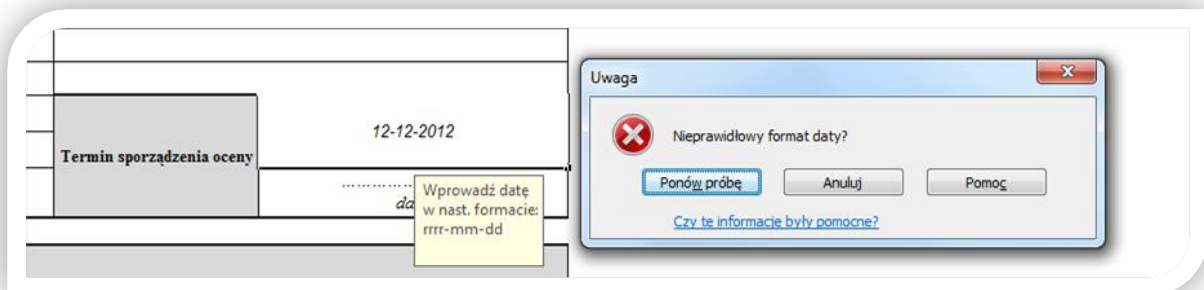 Termin sporządzenia oceny
12-12-2012
Wprowadź datę
w nast. formacie:
rrrr-mm-dd
Uwaga
Nieprawidłowy format daty?
Ponów próbę
Anuluj
Pomoc
Czy te informacje były pomocne?